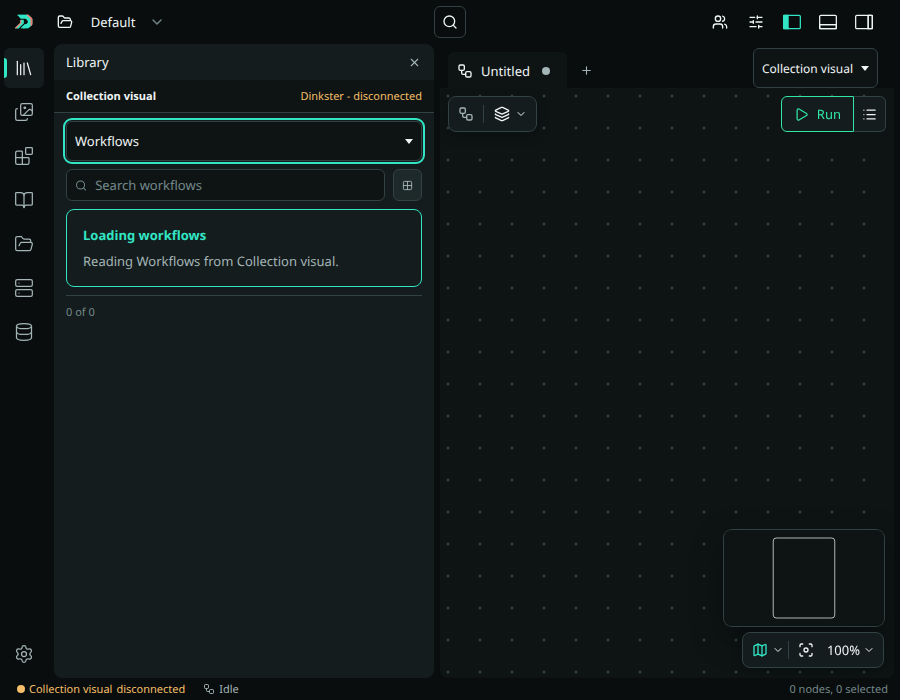 Default
Library
Collection visual
Dinkster - disconnected
Workflows
Search workflows
Loading workflows
Reading Workflows from Collection visual.
0 of 0
Untitled
Collection visual
Run
100%
Collection visual disconnected
Idle
0 nodes, 0 selected